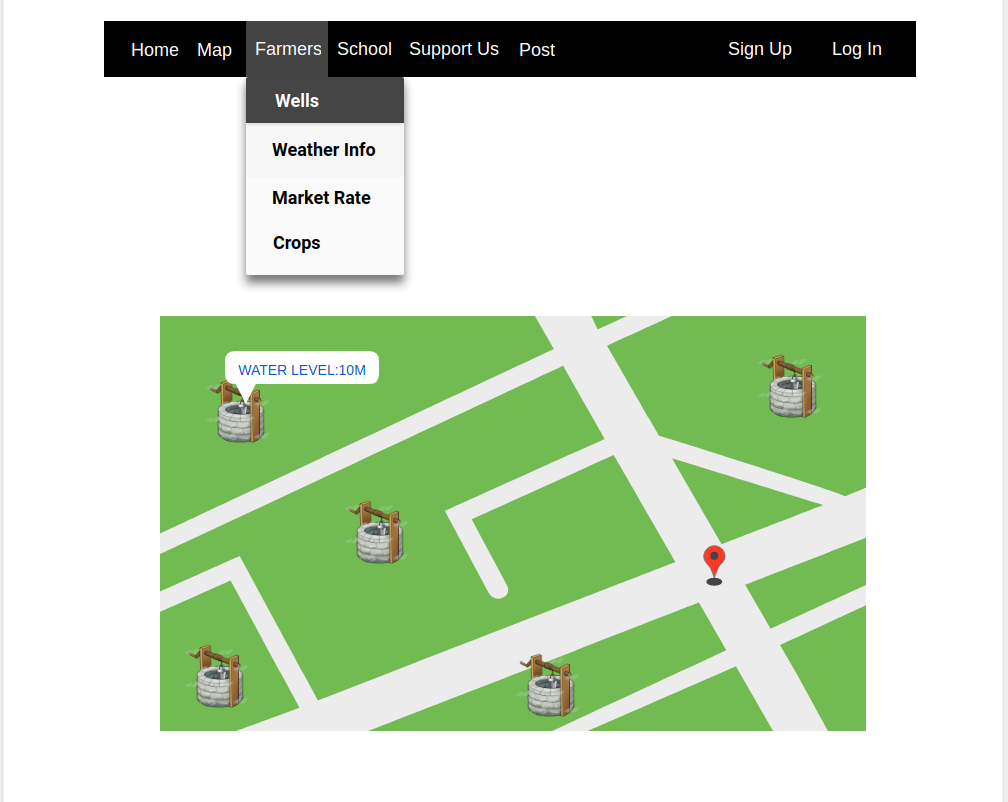 Home Map Farmers School Support Us Post Sign Up Log In
Wells
Weather Info
Market Rate
Crops
WATER LEVEL:10M